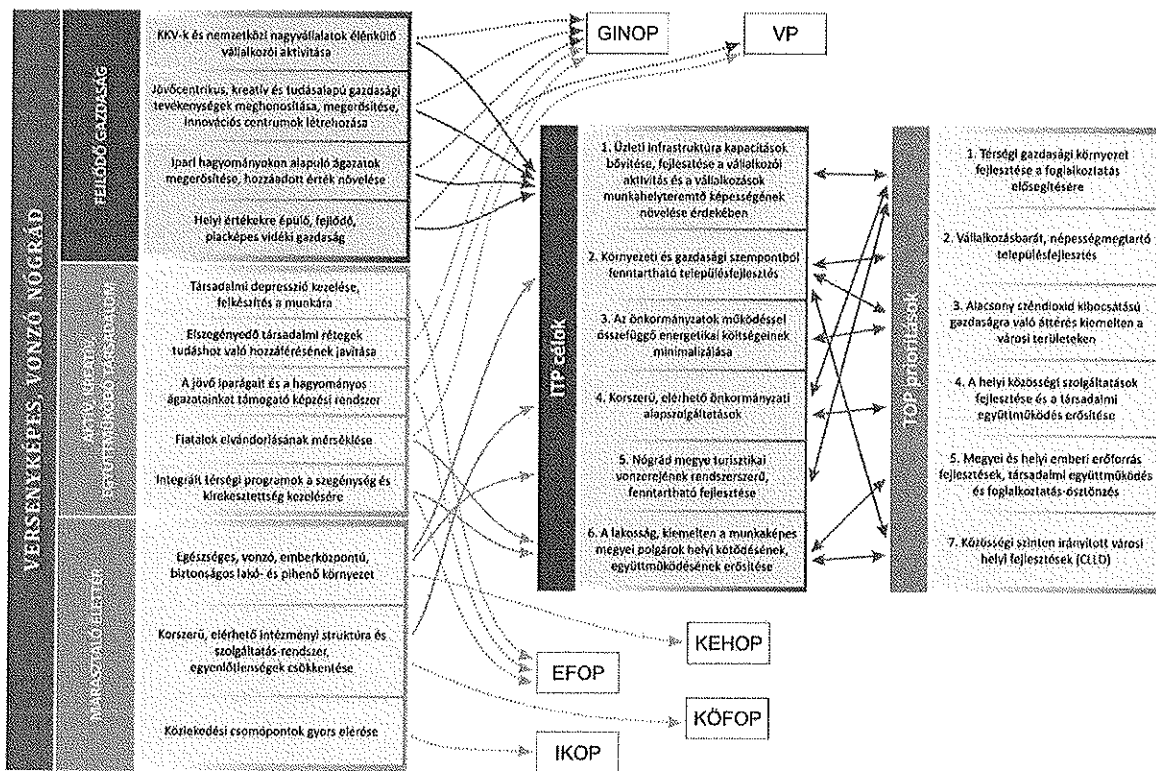 VERSENYKÉPES, VONZÓ NÓGRÁD
FEJLŐDŐ GAZDASÁG
KKV-k és nemzetközi nagyvállalatok élénkülő
vállalkozói aktivitása
Jövőcentrikus, kreatív és tudásalapú gazdasági
tevékenységek meghonosítása, megerősítése,
innovációs centrumok létrehozása
Ipari hagyományokon alapuló ágazatok
megerősítése, hozzáadott érték növelése
Helyi értékekre épülő, fejlődő,
piacképes vidéki gazdaság
Társadalmi depresszió kezelése,
felkészítés a munkára
Elszegényedő társadalmi rétegek
tudáshoz való hozzáférésének javítása
A jövő iparágait és a hagyományos
ágazatainkat támogató képzési rendszer
Fiatalok elvándorlásának mérséklése
Integrált térségi programok a szegénység és
kirekesztettség kezelésére
Egészséges, vonzó, emberközpontú,
biztonságos lakó- és pihenő környezet
Korszerű, elérhető intézményi struktúra és
szolgáltatás-rendszer,
egyenlőtlenségek csökkentése
Közlekedési csomópontok gyors elérése
GINOP
VP
ITP célok
1. Üzleti infrastruktúra kapacitások
bővítése, fejlesztése a vállalkozói
aktivitás és a vállalkozások
munkahelyteremtő képességének
növelése érdekében
2. Környezeti és gazdasági szempontból
fenntartható településfejlesztés
3. Az önkormányzatok működéssel
összefüggő energetikai költségeinek
minimalizálása
4. Korszerű, elérhető önkormányzati
alapszolgáltatások
5. Nógrád megye turisztikai
vonzerejének rendszerszerű,
fenntartható fejlesztése
6. A lakosság, kiemelten a munkaképes
megyei polgárok helyi kötődésének,
együttműködésének erősítése
TOP prioritások
1. Térségi gazdasági környezet
fejlesztése a foglalkoztatás
elősegítésére
2. Vállalkozásbarát, népességmegtartó
településfejlesztés
3. Alacsony széndioxid kibocsátású
gazdaságra való áttérés kiemelten a
városi területeken
4. A helyi közösségi szolgáltatások
fejlesztése és a társadalmi
együttműködés erősítése
5. Megyei és helyi emberi erőforrás
fejlesztések, társadalmi együttműködés
és foglalkoztatás-ösztönzés
7. Közösségi szinten irányított városi
helyi fejlesztések (CLLD)
KEHOP
EFOP
KÖFOP
IKOP